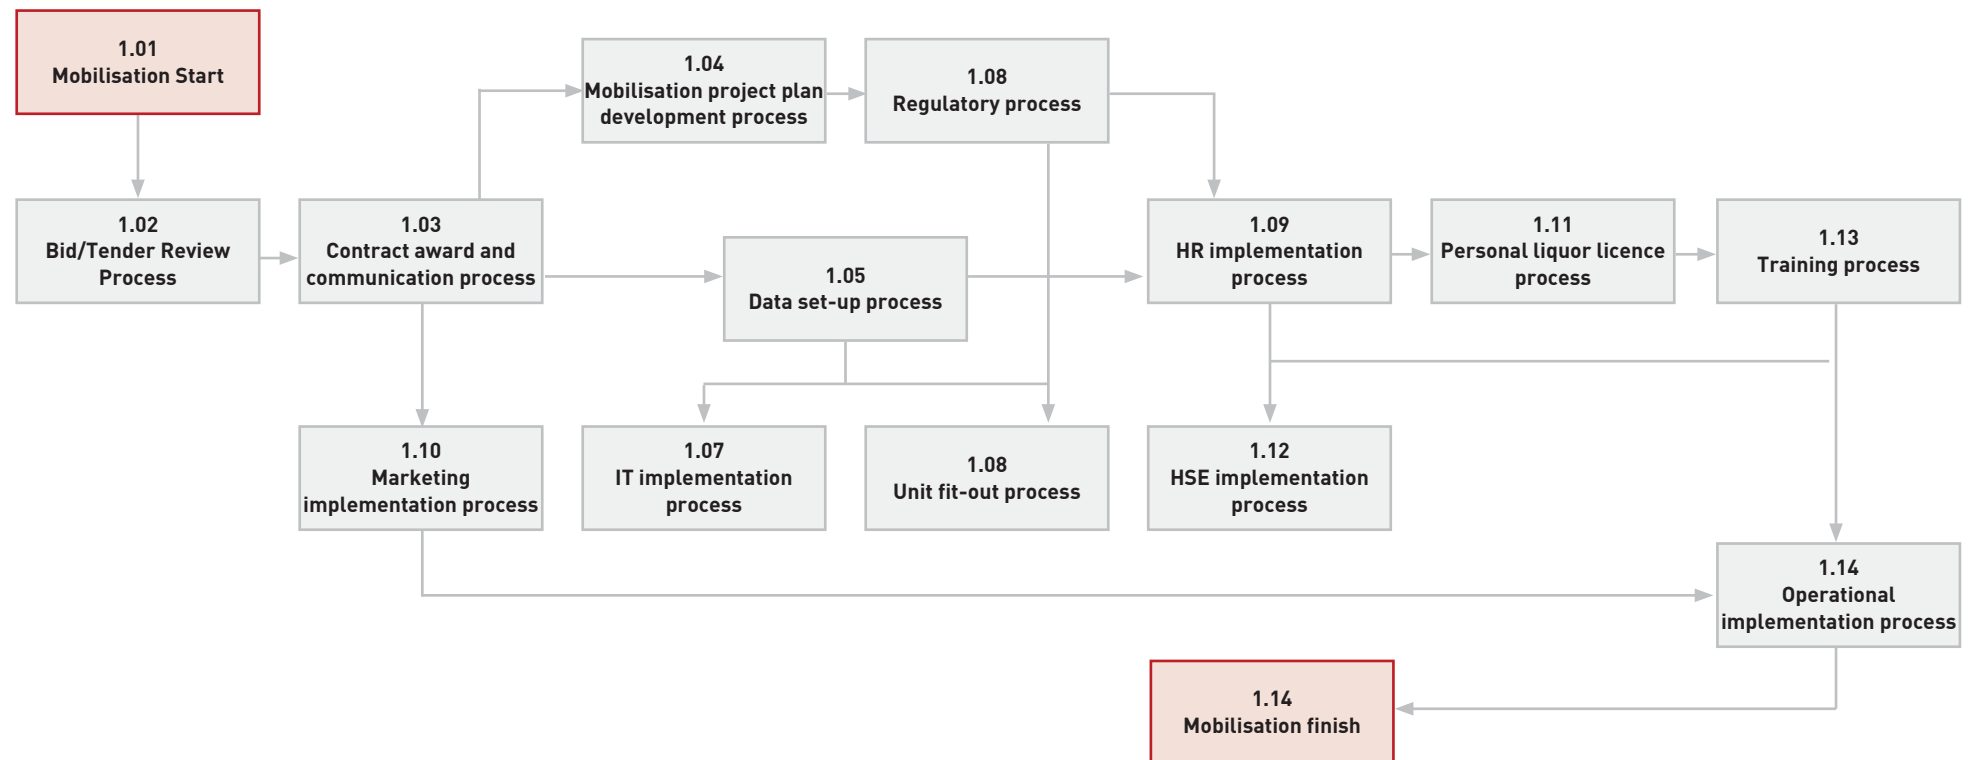 1.01
Mobilisation Start
1.04
Mobilisation project plan
development process
1.08
Regulatory process
1.02
Bid/Tender Review
Process
1.03
Contract award and
communication process
1.05
Data set-up process
1.09
HR implementation
process
1.11
Personal liquor licence
process
1.13
Training process
1.10
Marketing
implementation process
1.07
IT implementation
process
1.08
Unit fit-out process
1.12
HSE implementation
process
1.14
Operational
implementation process
1.14
Mobilisation finish